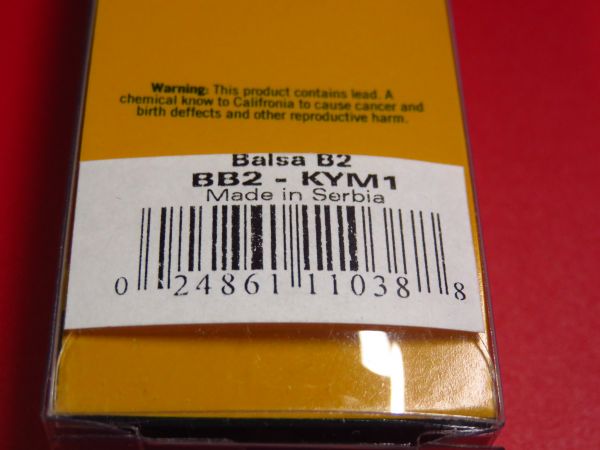 Warning: This product contains lead. A
chemical know to Califronia to cause cancer and
birth deffects and other reproductive harm.
Balsa B2
BB2 - KYM1
Made in Serbia
0 24861 11038 8